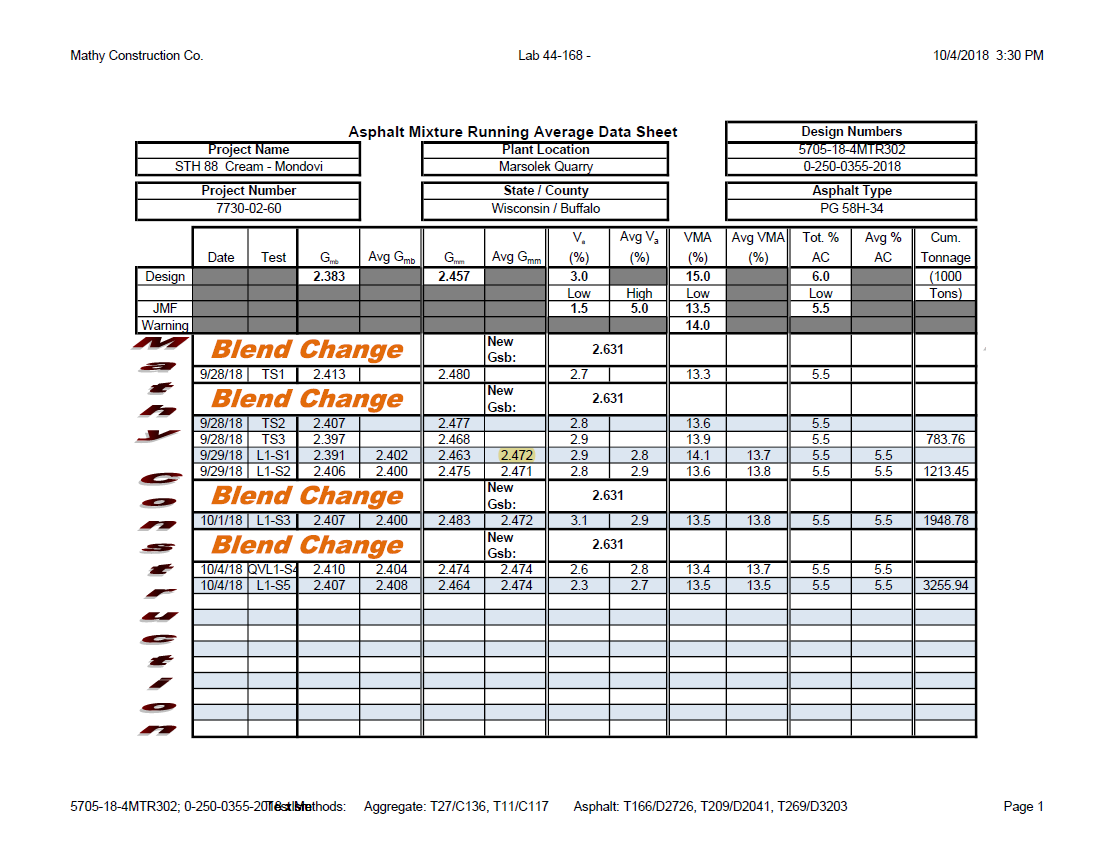 Mathy Construction Co. Lab 44-168 - 10/4/2018 3:30 PM
Asphalt Mixture Running Average Data Sheet Design Numbers
Project Name Plant Location 5705-18-4MTR302
STH 88 Cream - Mondovi Marsolek Quarry 0-250-0355-2018
Project Number State / County Asphalt Type
7730-02-60 Wisconsin / Buffalo PG 58H-34
Va Avg Va VMA Avg VMA Tot. % Avg % Cum.
Date Test Gmb Avg Gmb Gmm Avg Gmm (%) (%) (%) (%) AC AC Tonnage
Design 2.383 2.457 3.0 15.0 6.0 (1000
Low High Low Low Tons)
JMF 1.5 5.0 13.5 5.5
Warning 14.0
Mathy Construction
Blend Change New Gsb: 2.631
9/28/18 TS1 2.413 2.480 2.7 13.3 5.5
Blend Change New Gsb: 2.631
9/28/18 TS2 2.407 2.477 2.8 13.6 5.5
9/28/18 TS3 2.397 2.468 2.9 13.9 5.5 783.76
9/29/18 L1-S1 2.391 2.402 2.463 2.472 2.9 2.8 14.1 13.7 5.5 5.5
9/29/18 L1-S2 2.406 2.400 2.475 2.471 2.8 2.9 13.6 13.8 5.5 5.5 1213.45
Blend Change New Gsb: 2.631
10/1/18 L1-S3 2.407 2.400 2.483 2.472 3.1 2.9 13.5 13.8 5.5 5.5 1948.78
Blend Change New Gsb: 2.631
10/4/18 QVL1-S4 2.410 2.404 2.474 2.474 2.6 2.8 13.4 13.7 5.5 5.5
10/4/18 L1-S5 2.407 2.408 2.464 2.474 2.3 2.7 13.5 13.5 5.5 5.5 3255.94
5705-18-4MTR302; 0-250-0355-2018.xlsm Test Methods: Aggregate: T27/C136, T11/C117 Asphalt: T166/D2726, T209/D2041, T269/D3203 Page 1